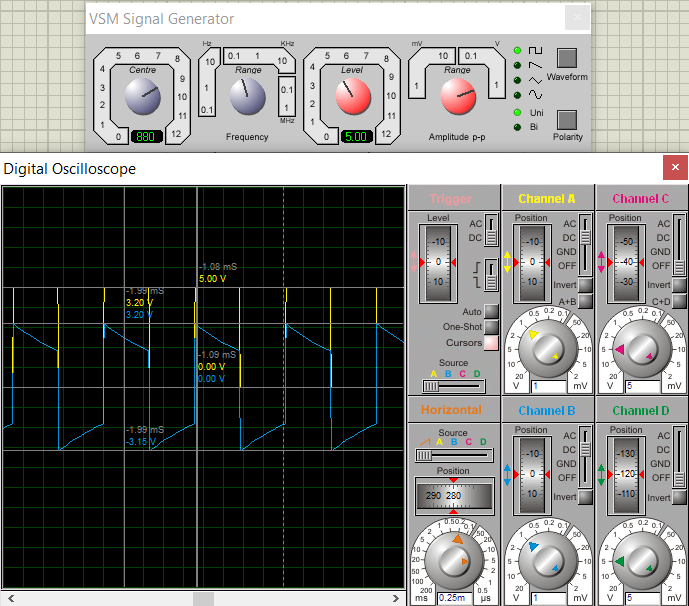 VSM Signal Generator
Centre
0 1 2 3 4 5 6 7 8 9 10 11 12
880
Hz
KHz
0.1 1 10
0.1 1 10
0.1 1
MHz
Range
Frequency
Level
0 1 2 3 4 5 6 7 8 9 10 11 12
5.00
mV
V
1 10 100
0.1 1 10
Range
Amplitude p-p
Uni
Bi
Waveform
Polarity
Digital Oscilloscope
-1.08 mS
5.00 V
-1.99 mS
3.20 V
3.20 V
-1.09 mS
0.00 V
0.00 V
-1.99 mS
-3.15 V
Trigger
Level
-10
0
10
AC
DC
Auto
One-Shot
Cursors
Source
A B C D
Channel A
Position
-10
0
10
AC
DC
GND
OFF
Invert
A+B
20 10 5 2 1 0.5 0.2 0.1 50 20 10 5 2
V
1
mV
Channel C
Position
-50
-40
-30
AC
DC
GND
OFF
Invert
C+D
20 10 5 2 1 0.5 0.2 0.1 50 20 10 5 2
V
5
mV
Horizontal
Source
A B C D
Position
290 280
200 100 50 20 10 5 2 1 0.5 0.2 0.1 50 20 10 5 2 1 0.5
ms
0.25m
µs
Channel B
Position
-10
0
10
AC
DC
GND
OFF
Invert
20 10 5 2 1 0.5 0.2 0.1 50 20 10 5 2
V
1
mV
Channel D
Position
-130
-120
-110
AC
DC
GND
OFF
Invert
20 10 5 2 1 0.5 0.2 0.1 50 20 10 5 2
V
5
mV